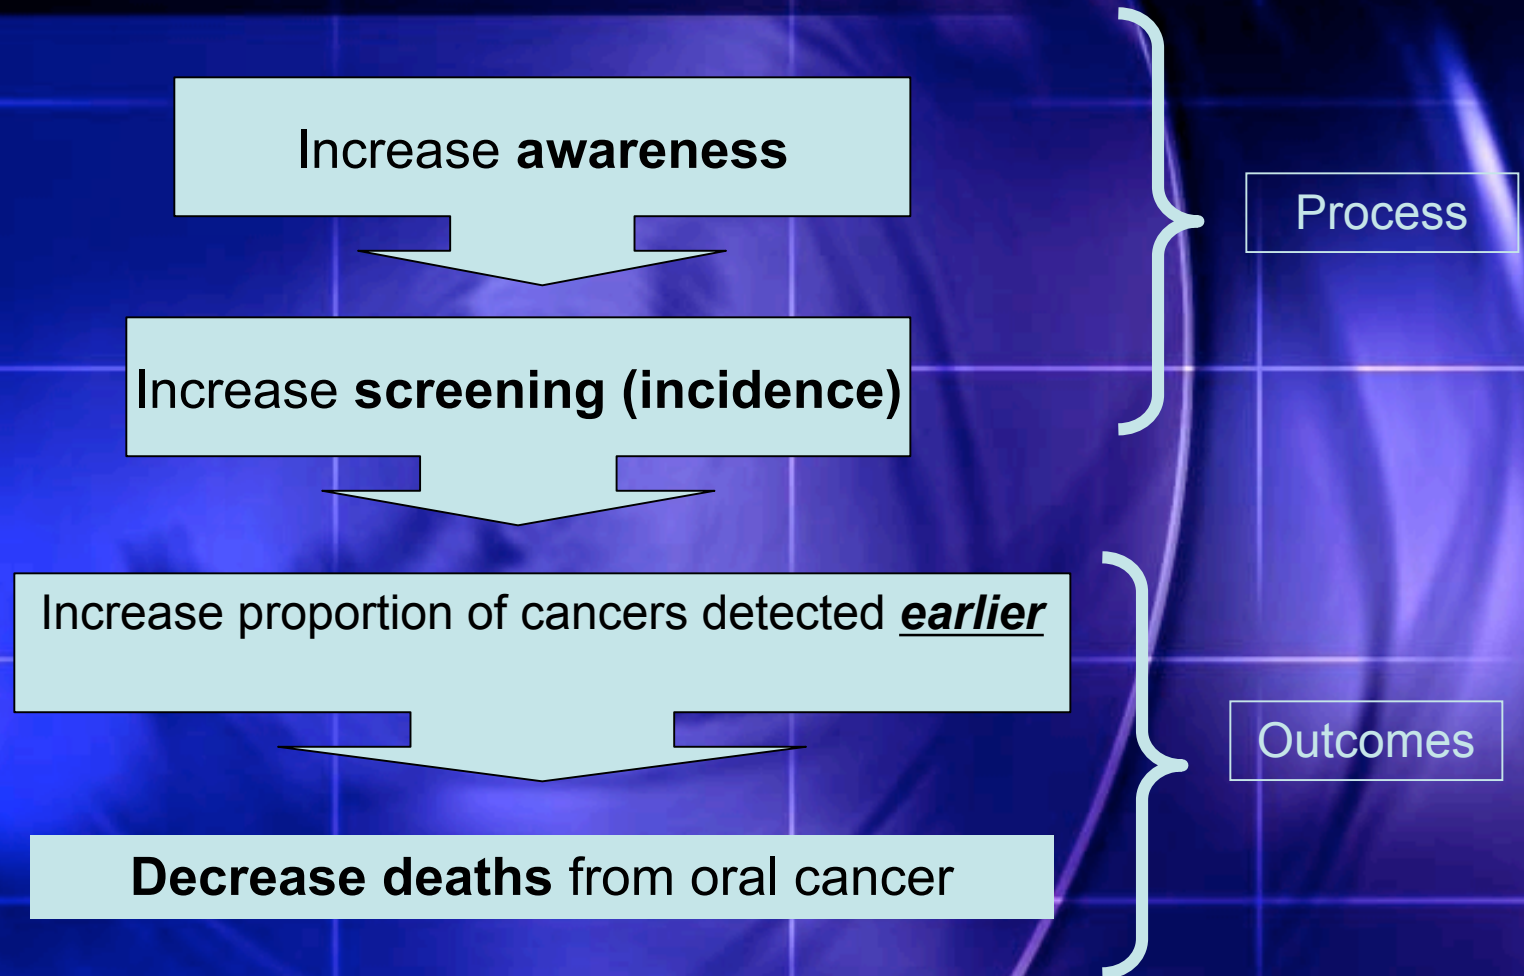 Increase awareness
Process
Increase screening (incidence)
Increase proportion of cancers detected earlier
Outcomes
Decrease deaths from oral cancer